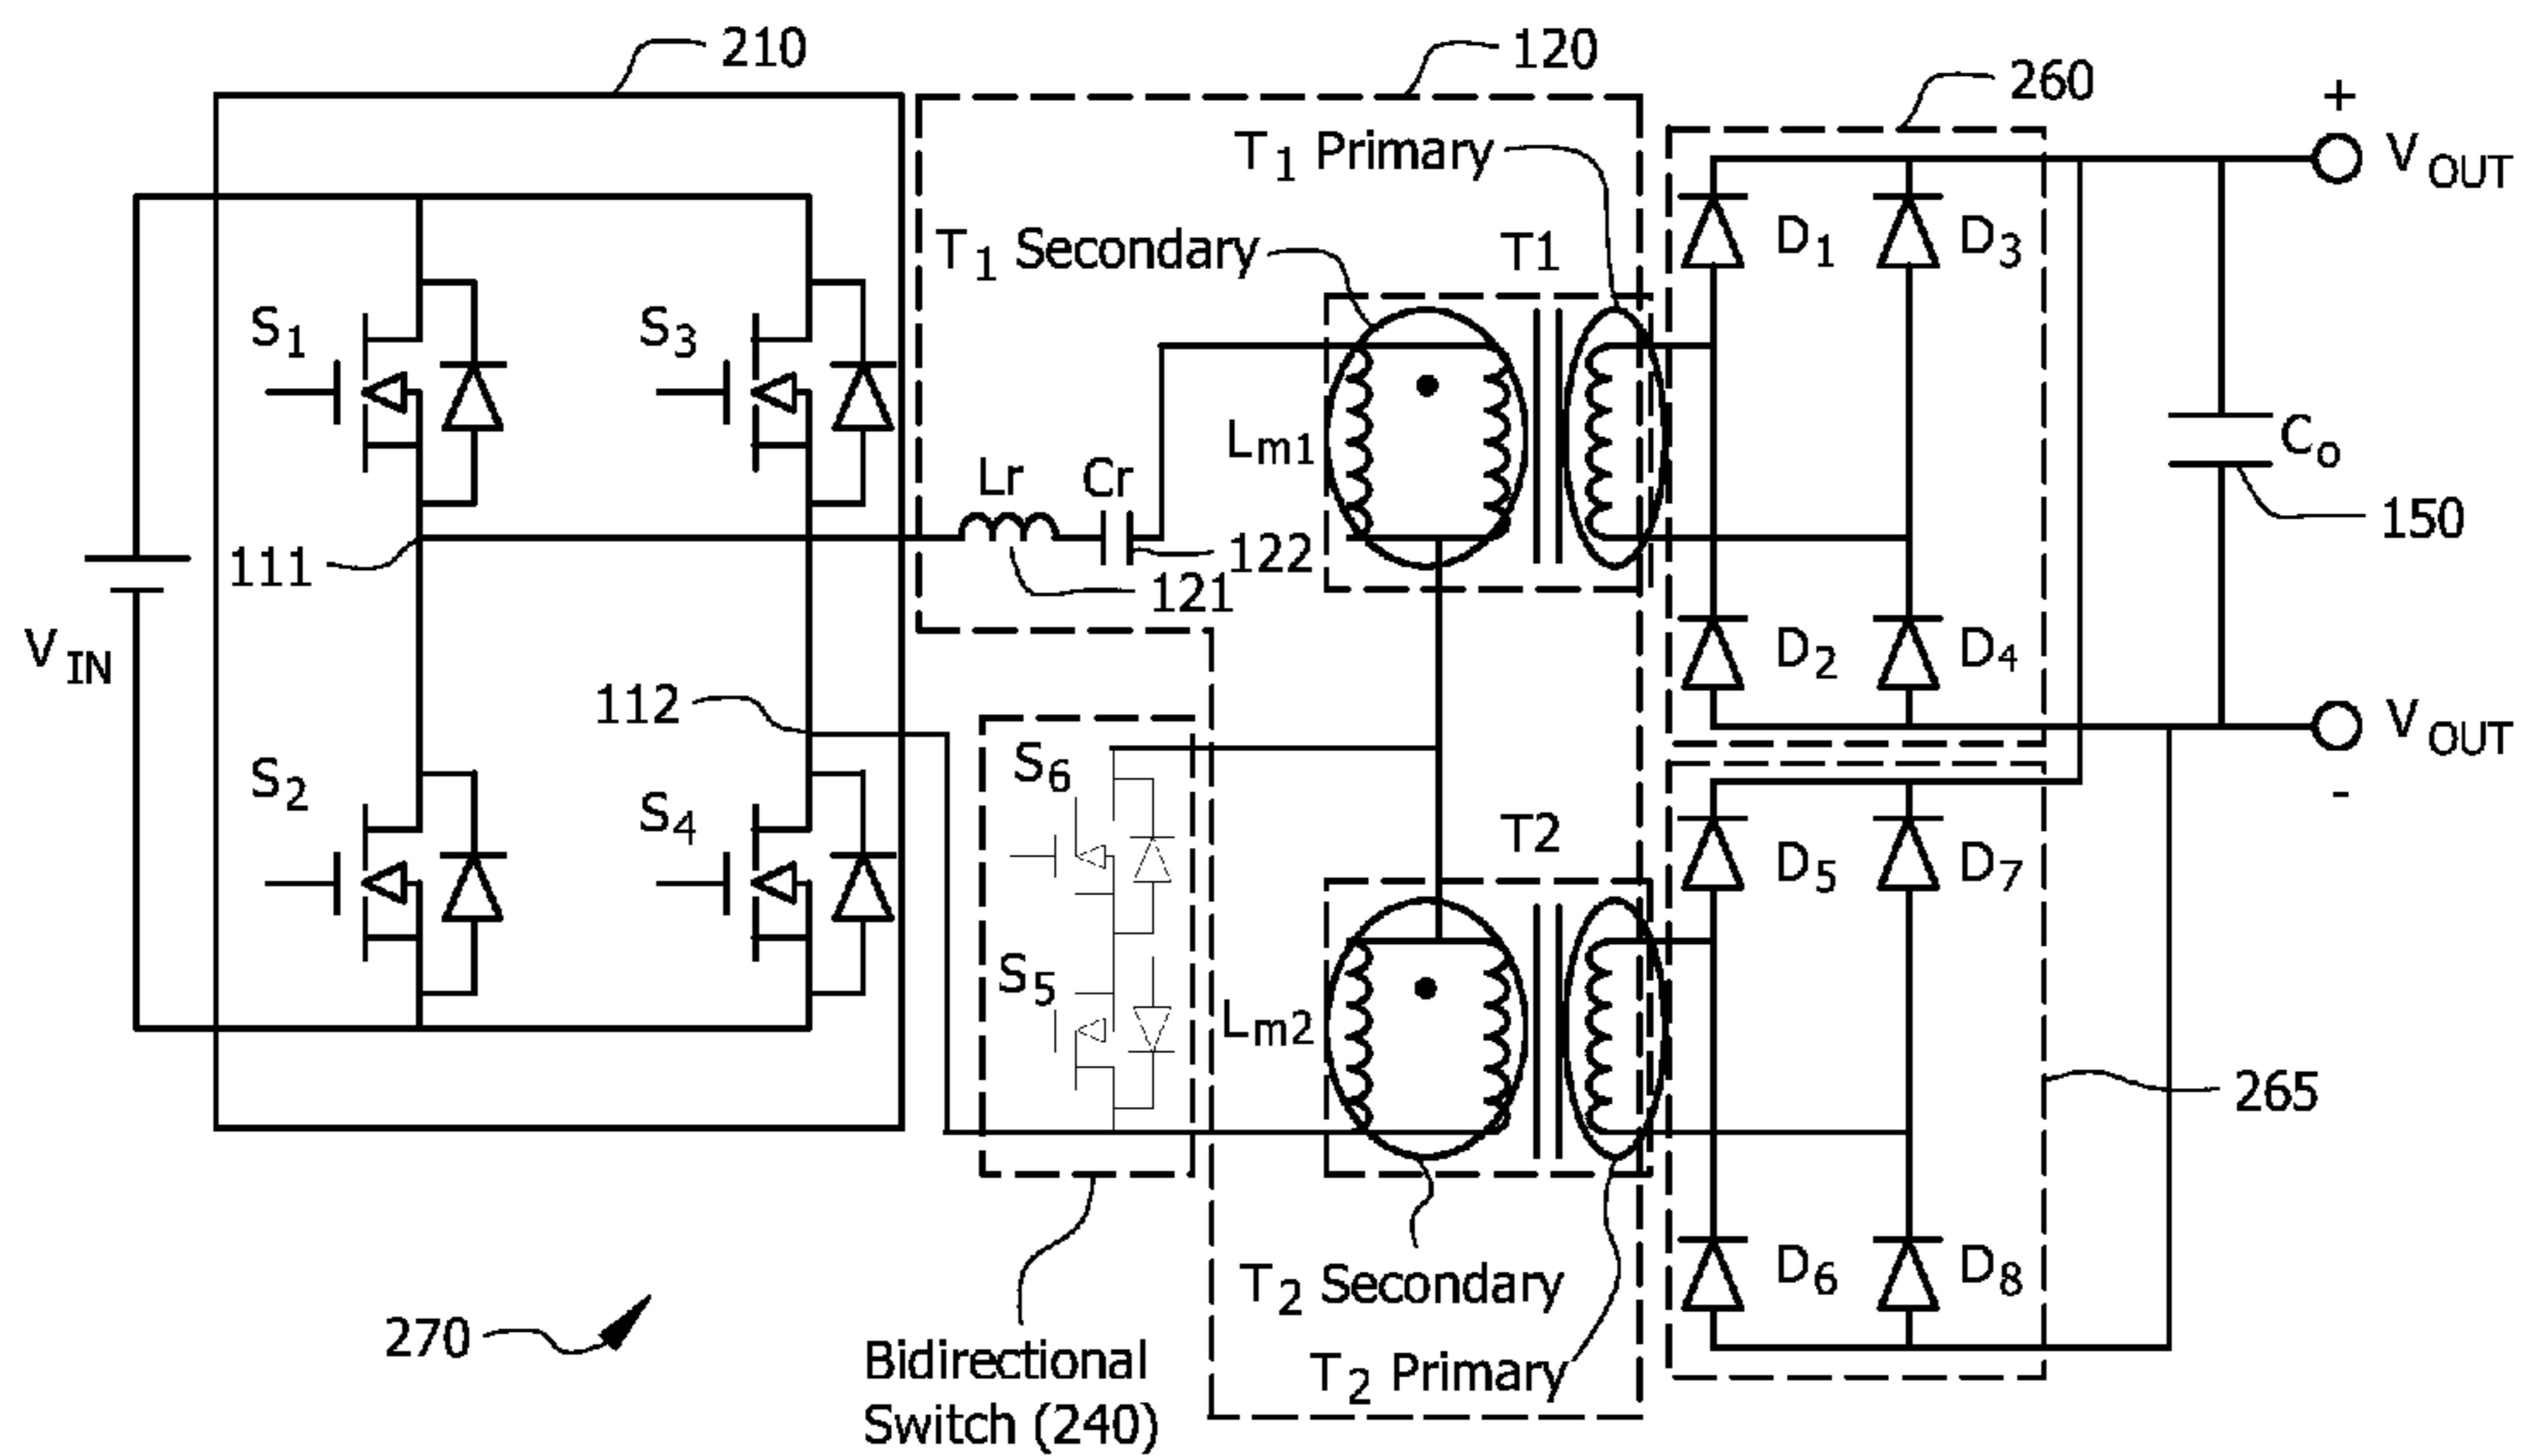 210
120
260
+
T1 Primary
VOUT
T1 Secondary
T1
D1
D3
S1
S3
Lm1
Co
Lr
Cr
150
111
122
121
VIN
D2
D4
112
VOUT
S6
S2
S4
-
T2
D5
D7
S5
Lm2
265
T2 Secondary
D6
D8
270
Bidirectional
Switch (240)
T2 Primary